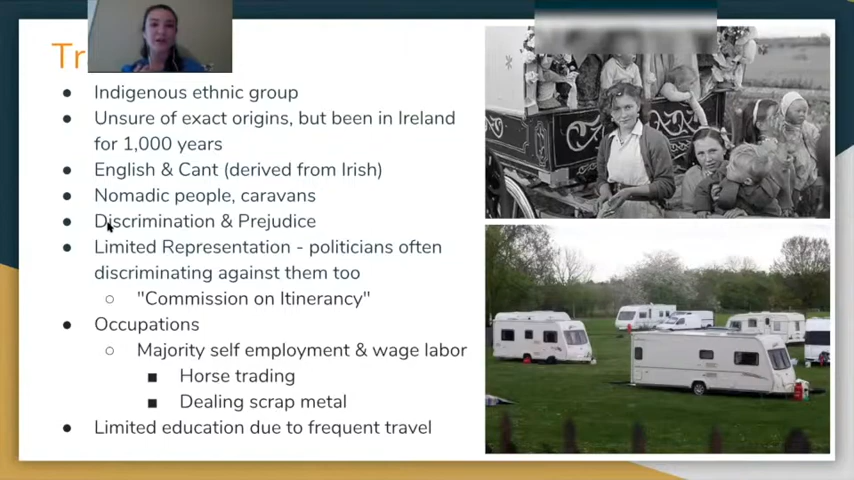 Indigenous ethnic group
Unsure of exact origins, but been in Ireland
for 1,000 years
English & Cant (derived from Irish)
Nomadic people, caravans
Discrimination & Prejudice
Limited Representation - politicians often
discriminating against them too
"Commission on Itinerancy"
Occupations
Majority self employment & wage labor
Horse trading
Dealing scrap metal
Limited education due to frequent travel